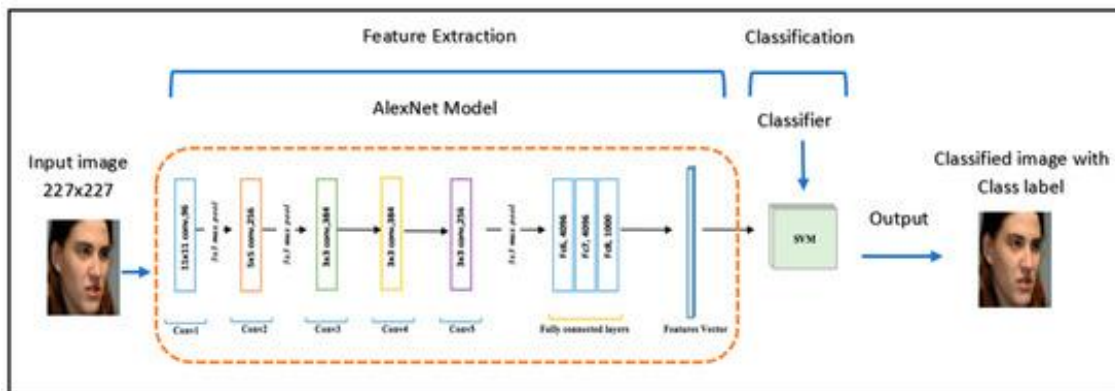 Feature Extraction
Classification
AlexNet Model
Classifier
Input image
227x227
Classified image with
Class label
11x11 conv,96
3x3 max pool
5x5 conv,256
3x3 max pool
3x3 conv,384
3x3 conv,384
3x3 conv,256
3x3 max pool
Fc6, 4096
Fc7, 4096
Fc8, 1000
SVM
Output
Conv1
Conv2
Conv3
Conv4
Conv5
Fully connected layers
Features Vector